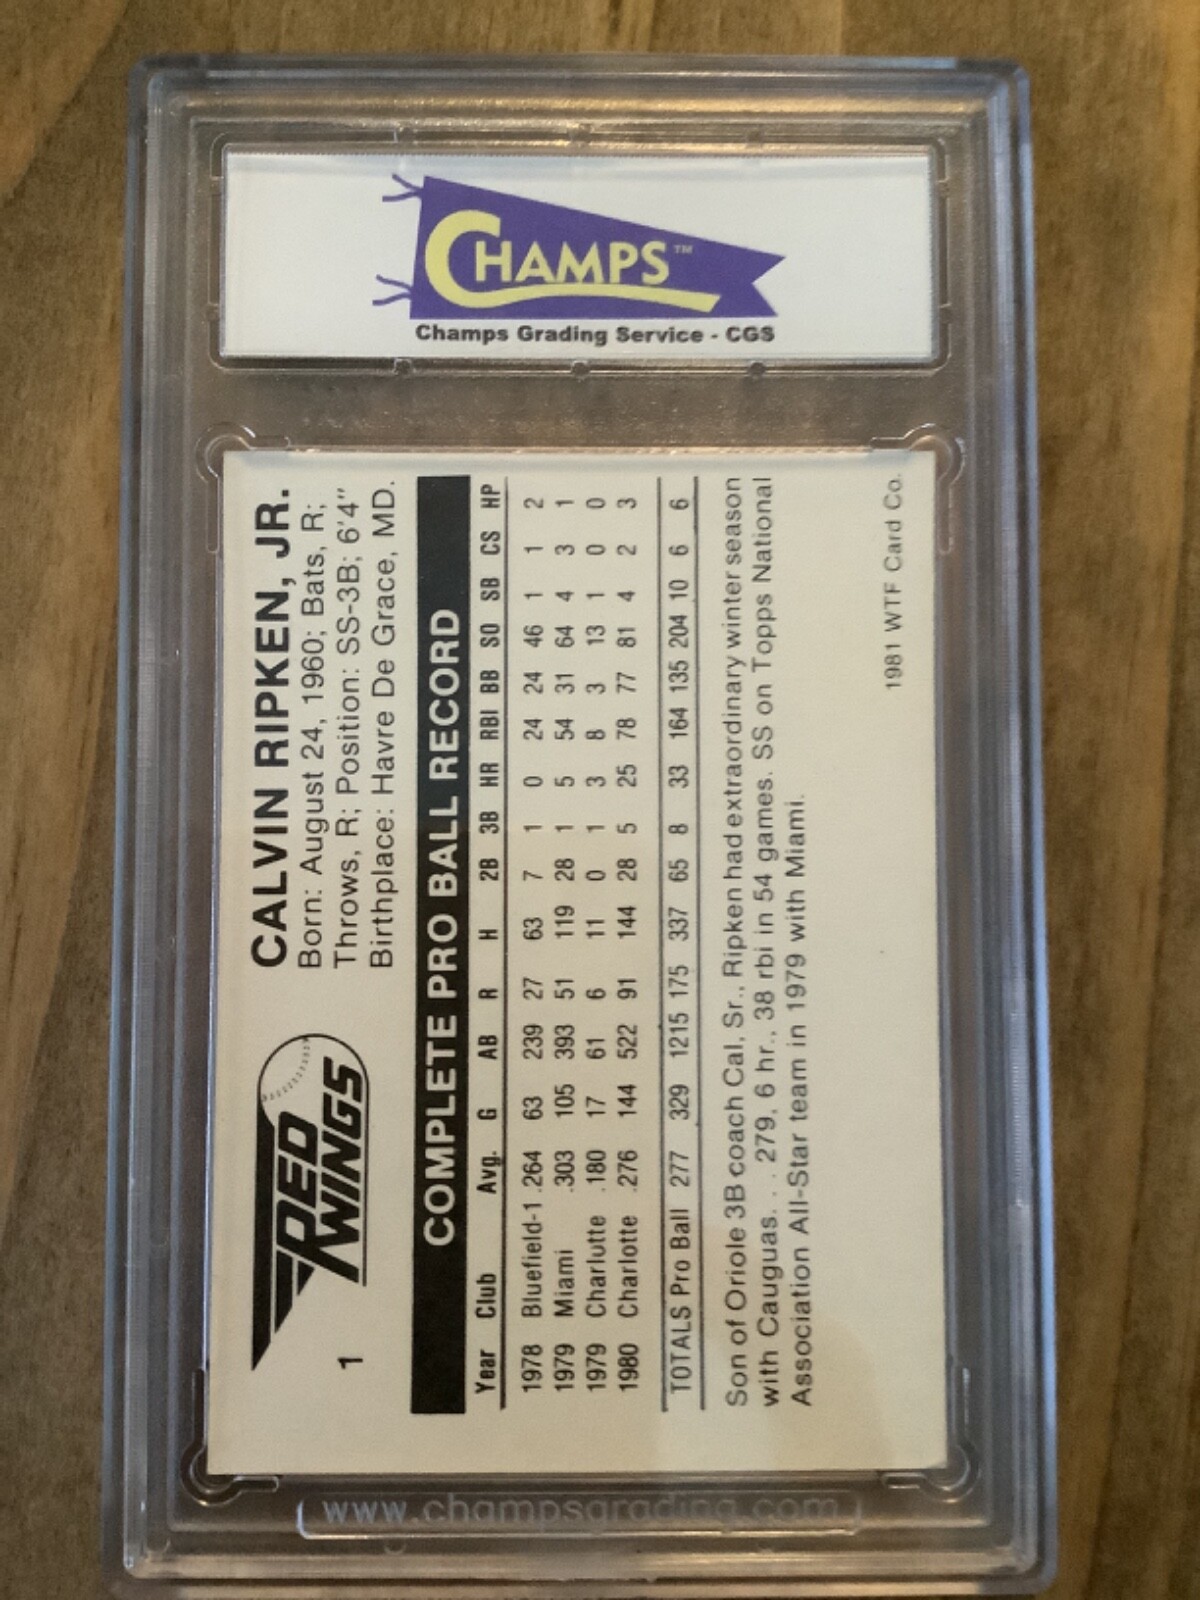 CHAMPS™
Champs Grading Service - CGS
RED
WINGS
1
CALVIN RIPKEN, JR.
Born: August 24, 1960; Bats, R;
Throws, R; Position: SS-3B; 6'4"
Birthplace: Havre De Grace, MD.
COMPLETE PRO BALL RECORD
Year Club Avg. G AB R H 2B 3B HR RBI BB SO SB CS HP
1978 Bluefield-1 .264 63 239 27 63 7 1 0 24 24 46 1 1 2
1979 Miami .303 105 393 51 119 28 1 5 54 31 64 4 3 1
1979 Charlutte .180 17 61 6 11 0 1 3 8 3 13 1 0 0
1980 Charlotte .276 144 522 91 144 28 5 25 78 77 81 4 2 3
TOTALS Pro Ball 277 329 1215 175 337 65 8 33 164 135 204 10 6 6
Son of Oriole 3B coach Cal, Sr., Ripken had extraordinary winter season
with Cauguas. . . 279, 6 hr., 38 rbi in 54 games. SS on Topps National
Association All-Star team in 1979 with Miami.
1981 WTF Card Co.
www.champsgrading.com